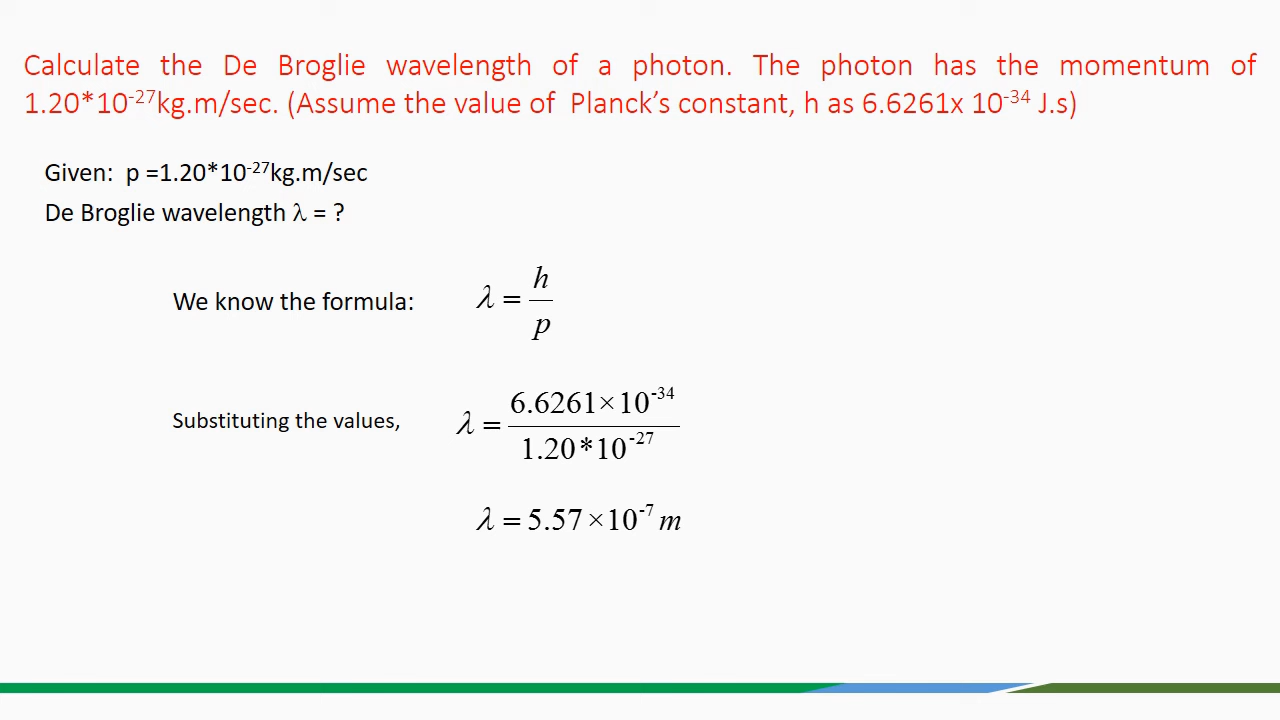 Calculate the De Broglie wavelength of a photon. The photon has the momentum of
1.20*10⁻²⁷kg.m/sec. (Assume the value of Planck’s constant, h as 6.6261x 10⁻³⁴ J.s)
Given: p =1.20*10⁻²⁷kg.m/sec
De Broglie wavelength λ = ?
We know the formula: λ = h/p
Substituting the values, λ = 6.6261×10⁻³⁴/1.20*10⁻²⁷
λ = 5.57×10⁻⁷ m